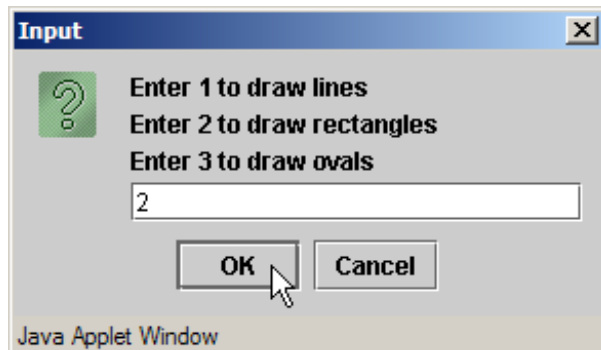 Input
Enter 1 to draw lines
Enter 2 to draw rectangles
Enter 3 to draw ovals
2
OK Cancel
Java Applet Window